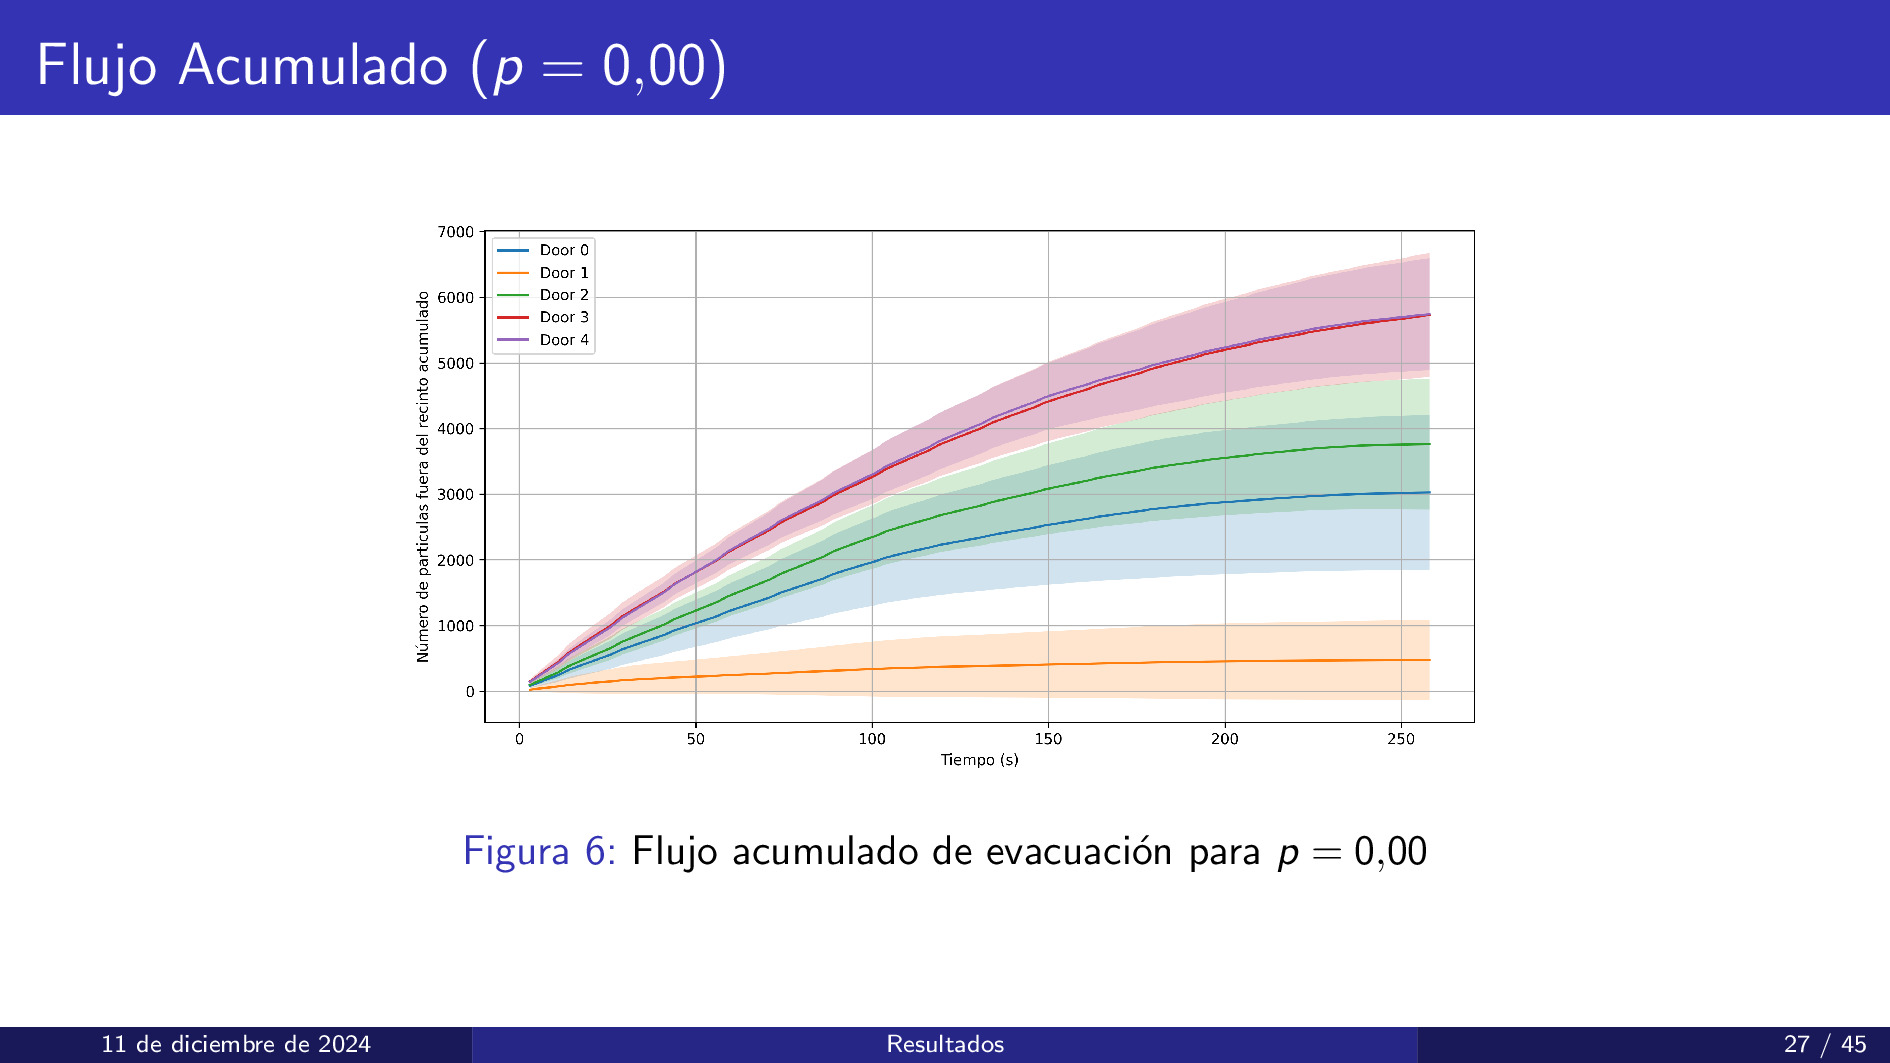 Flujo Acumulado (p = 0,00)
7000
6000
5000
4000
3000
2000
1000
0
Número de particulas fuera del recinto acumulado
Door 0
Door 1
Door 2
Door 3
Door 4
0 50 100 150 200 250
Tiempo (s)
Figura 6: Flujo acumulado de evacuación para p = 0,00
11 de diciembre de 2024 Resultados 27 / 45